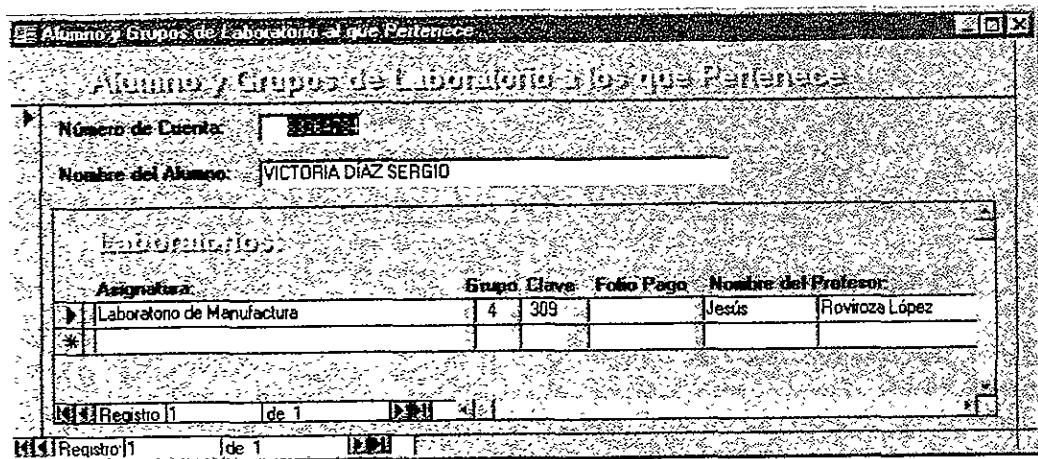 Alumno y Grupos de Laboratorio al que Pertenece
Alumno y Grupos de Laboratorio a los que Pertenece
Número de Cuenta:
Nombre del Alumno: VICTORIA DIAZ SERGIO
Laboratorios:
Asignatura: Grupo Clave Folio Pago Nombre del Profesor:
Laboratorio de Manufactura 4 309 Jesús Roviroza López
Registro 1 de 1
Registro 1 de 1